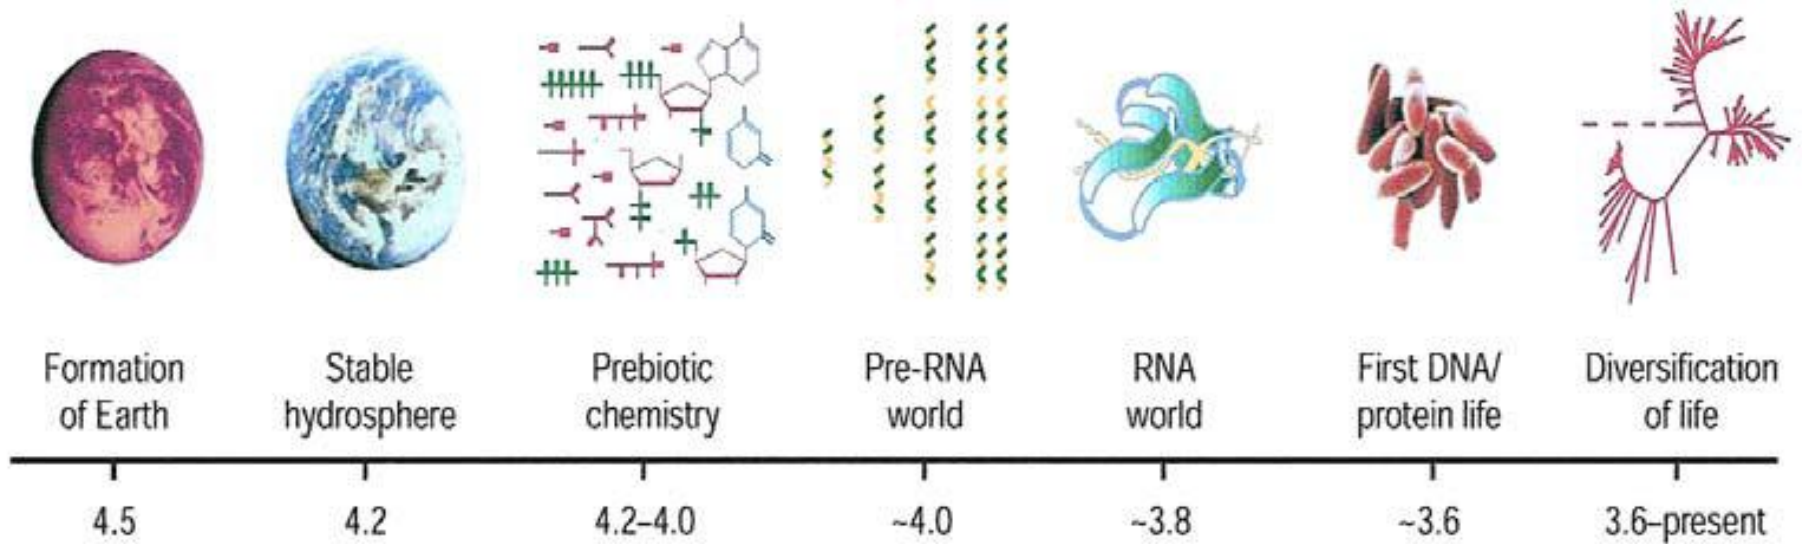 Formation
of Earth
Stable
hydrosphere
Prebiotic
chemistry
Pre-RNA
world
RNA
world
First DNA/
protein life
Diversification
of life
4.5
4.2
4.2–4.0
~4.0
~3.8
~3.6
3.6–present